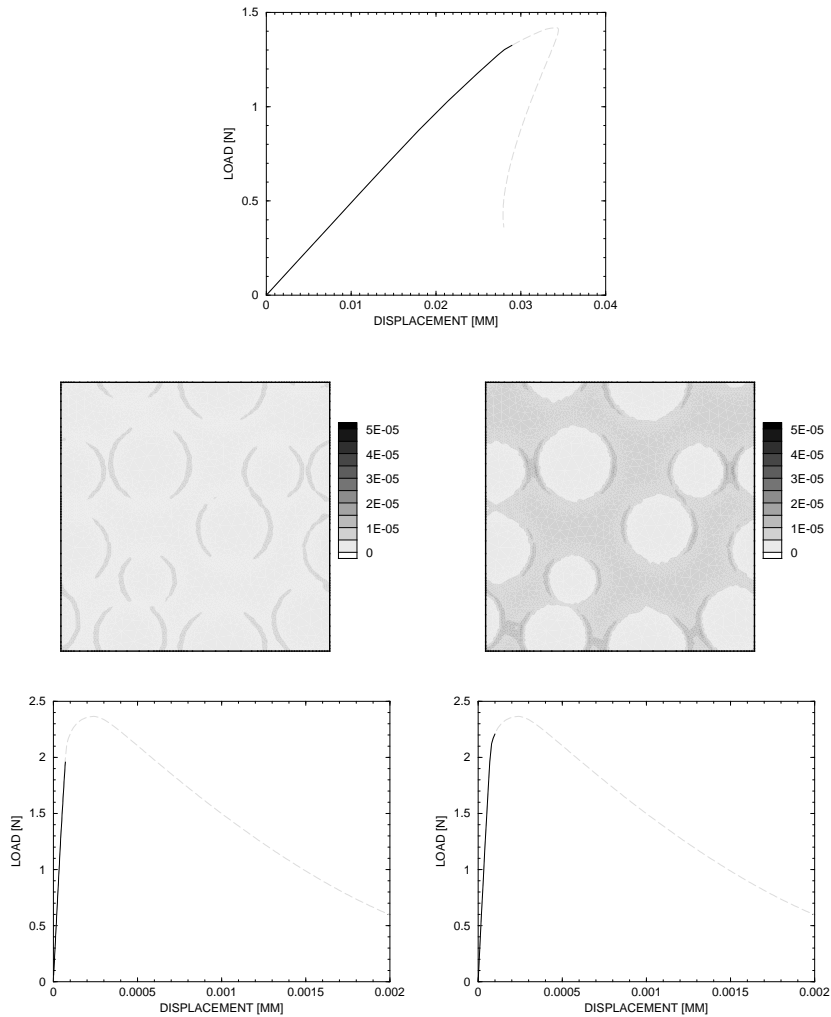 1.5
1
0.5
0
LOAD [N]
0 0.01 0.02 0.03 0.04
DISPLACEMENT [MM]
5E-05
4E-05
3E-05
2E-05
1E-05
0
5E-05
4E-05
3E-05
2E-05
1E-05
0
2.5
2
1.5
1
0.5
0
LOAD [N]
0 0.0005 0.001 0.0015 0.002
DISPLACEMENT [MM]
2.5
2
1.5
1
0.5
0
LOAD [N]
0 0.0005 0.001 0.0015 0.002
DISPLACEMENT [MM]